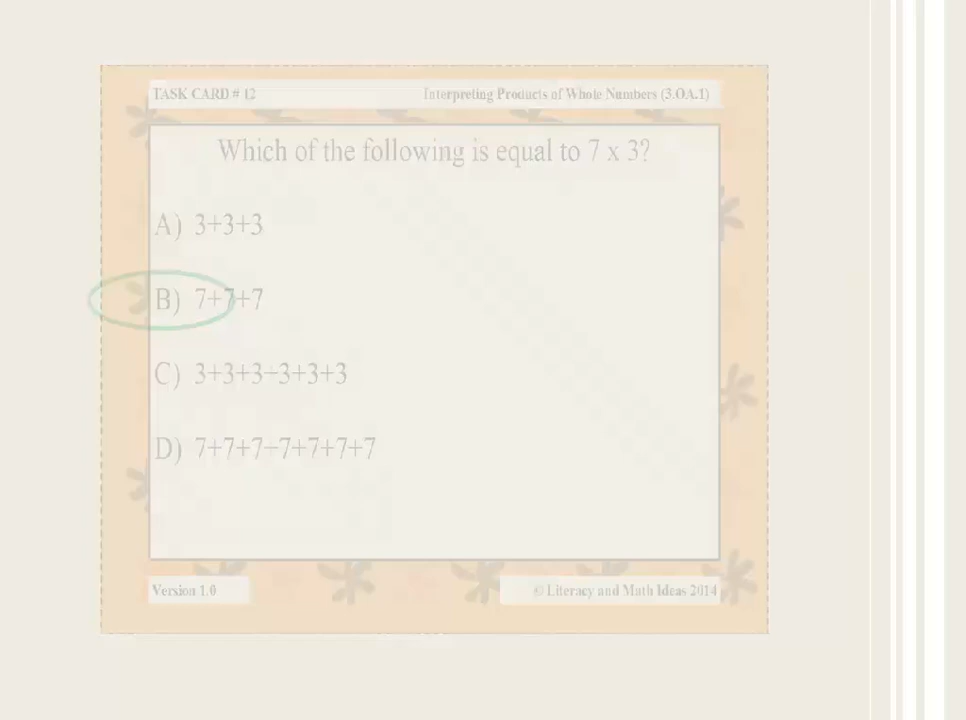 TASK CARD # 12 Interpreting Products of Whole Numbers (3.OA.1)
Which of the following is equal to 7 x 3?
A) 3+3+3
B) 7+7+7
C) 3+3+3+3+3+3
D) 7+7+7+7+7+7+7
Version 1.0 © Literacy and Math Ideas 2014